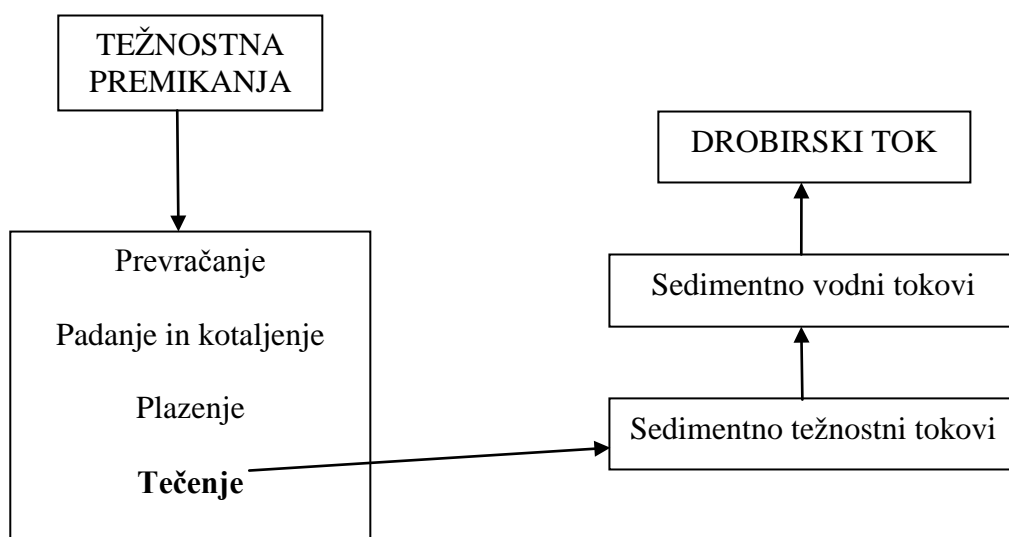 TEŽNOSTNA
PREMIKANJA
Prevračanje
Padanje in kotaljenje
Plazenje
Tečenje
DROBIRSKI TOK
Sedimentno vodni tokovi
Sedimentno težnostni tokovi